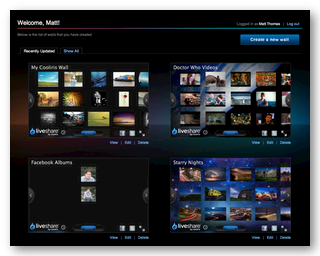 Welcome, Matt!
Logged in as Matt Thomas | Log out
Below is the list of walls that you have created
Create a new wall
Recently Updated Show All
My Cooliris Wall
Doctor Who Videos
liveshare
liveshare
View | Edit | Delete
View | Edit | Delete
Facebook Albums
Starry Nights
liveshare
liveshare
View | Edit | Delete
View | Edit | Delete